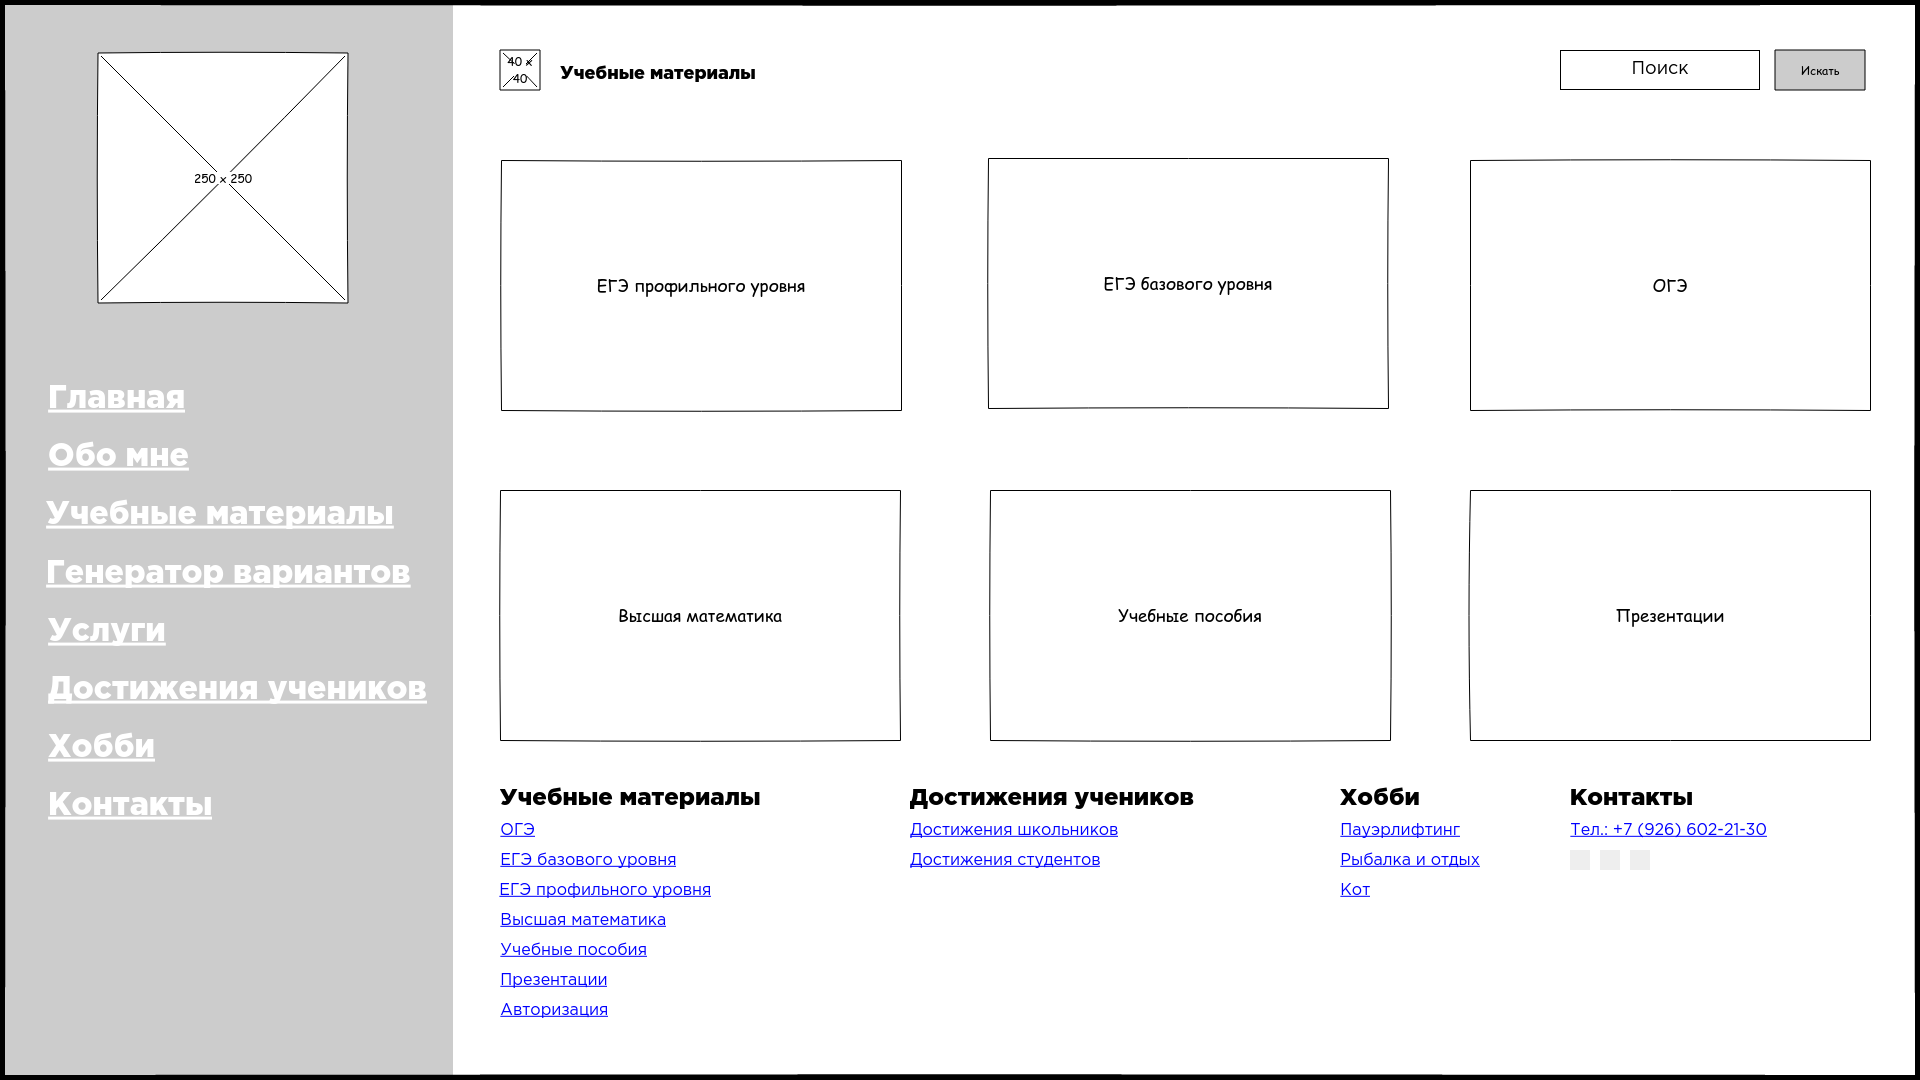 250 x 250
Главная
Обо мне
Учебные материалы
Генератор вариантов
Услуги
Достижения учеников
Хобби
Контакты
40 x
40
Учебные материалы
Поиск
Искать
ЕГЭ профильного уровня
ЕГЭ базового уровня
ОГЭ
Высшая математика
Учебные пособия
Презентации
Учебные материалы
ОГЭ
ЕГЭ базового уровня
ЕГЭ профильного уровня
Высшая математика
Учебные пособия
Презентации
Авторизация
Достижения учеников
Достижения школьников
Достижения студентов
Хобби
Пауэрлифтинг
Рыбалка и отдых
Кот
Контакты
Тел.: +7 (926) 602-21-30